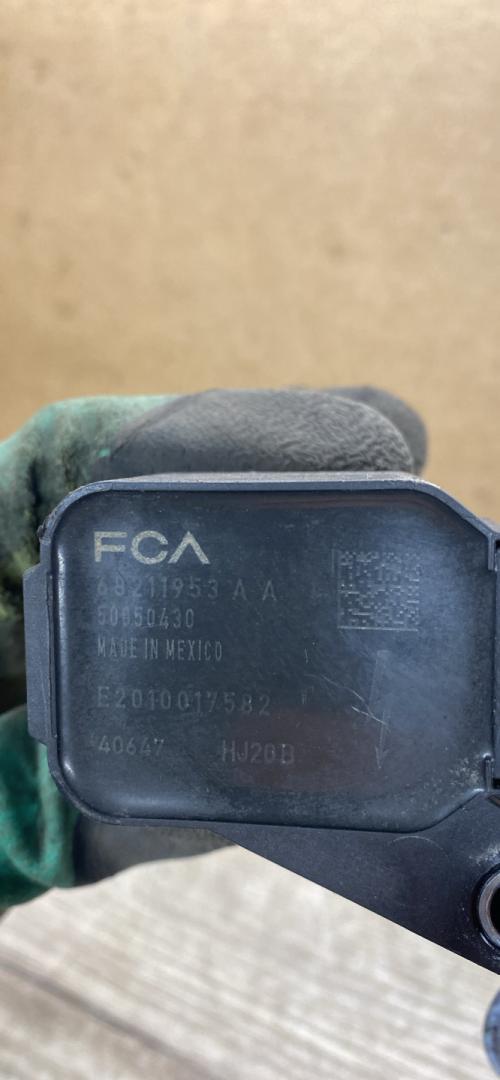 FCA
68211953 A A
50050430
MADE IN MEXICO
E2010017582
40647 HJ20B